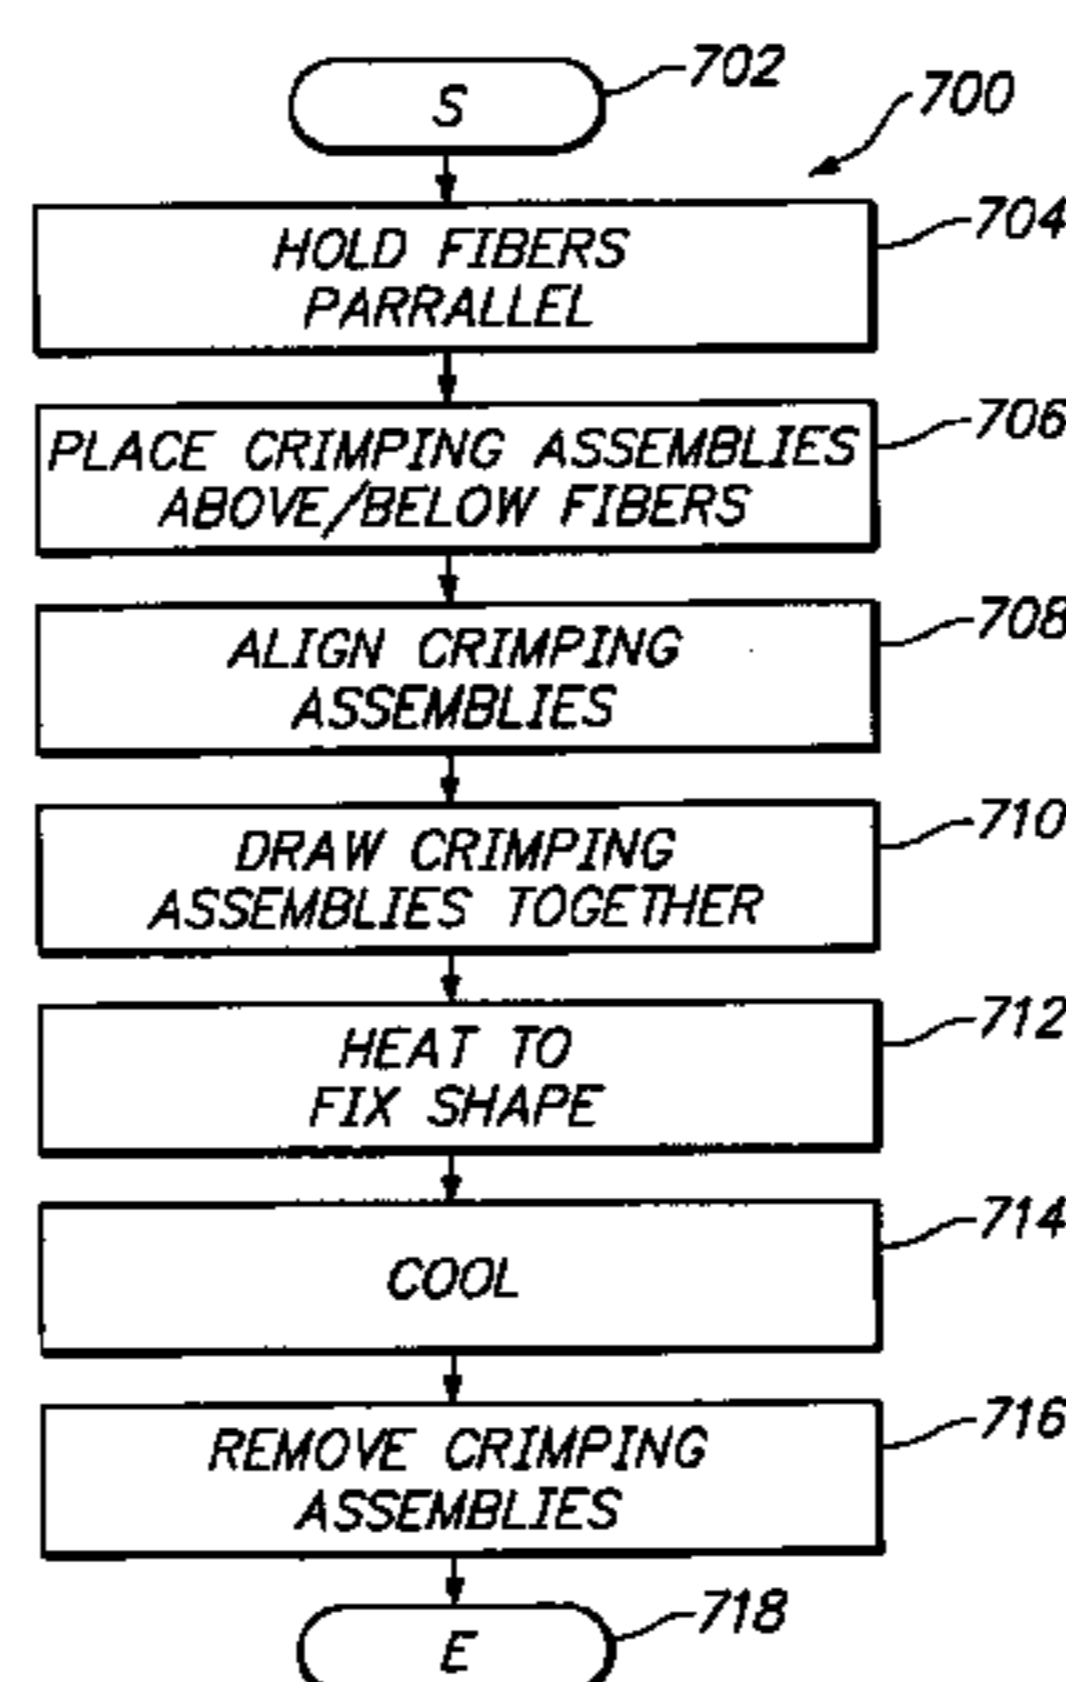 S
702
700
HOLD FIBERS
PARRALLEL
704
PLACE CRIMPING ASSEMBLIES
ABOVE/BELOW FIBERS
706
ALIGN CRIMPING
ASSEMBLIES
708
DRAW CRIMPING
ASSEMBLIES TOGETHER
710
HEAT TO
FIX SHAPE
712
COOL
714
REMOVE CRIMPING
ASSEMBLIES
716
E
718